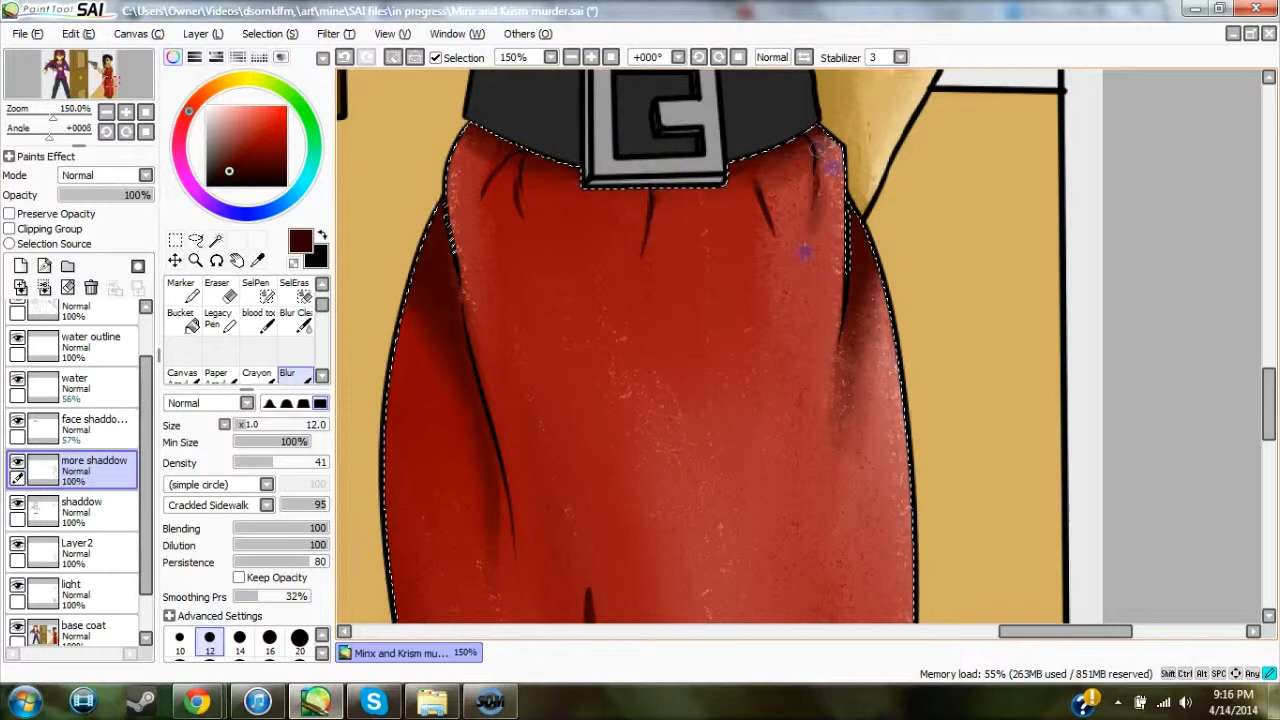 PaintTool SAI C:\Users\Owner\Videos\dsornklfm,\art\mine\SAI files\in progress\Minx and Krism murder.sai (*)
File (F) Edit (E) Canvas (C) Layer (L) Selection (S) Filter (T) View (V) Window (W) Others (O)
Selection 150% +000° Normal Stabilizer 3
Zoom 150.0%
Angle +000θ
Paints Effect
Mode Normal
Opacity 100%
Preserve Opacity
Clipping Group
Selection Source
Normal
100%
water outline
Normal
100%
water
Normal
56%
face shaddo...
Normal
57%
more shaddow
Normal
100%
shaddow
Normal
100%
Layer2
Normal
100%
light
Normal
100%
base coat
Normal
Marker Eraser SelPen SelEras
Bucket Legacy Pen blood to Blur Cle
Canvas Paper Crayon Blur
Normal
Size x1.0 12.0
Min Size 100%
Density 41
(simple circle) 100
Crackled Sidewalk 95
Blending 100
Dilution 100
Persistence 80
Keep Opacity
Smoothing Prs 32%
Advanced Settings
10 12 14 16 20
Minx and Krism mu... 150%
Memory load: 55% (263MB used / 851MB reserved) Shift Ctrl Alt SPC Any
9:16 PM
4/14/2014